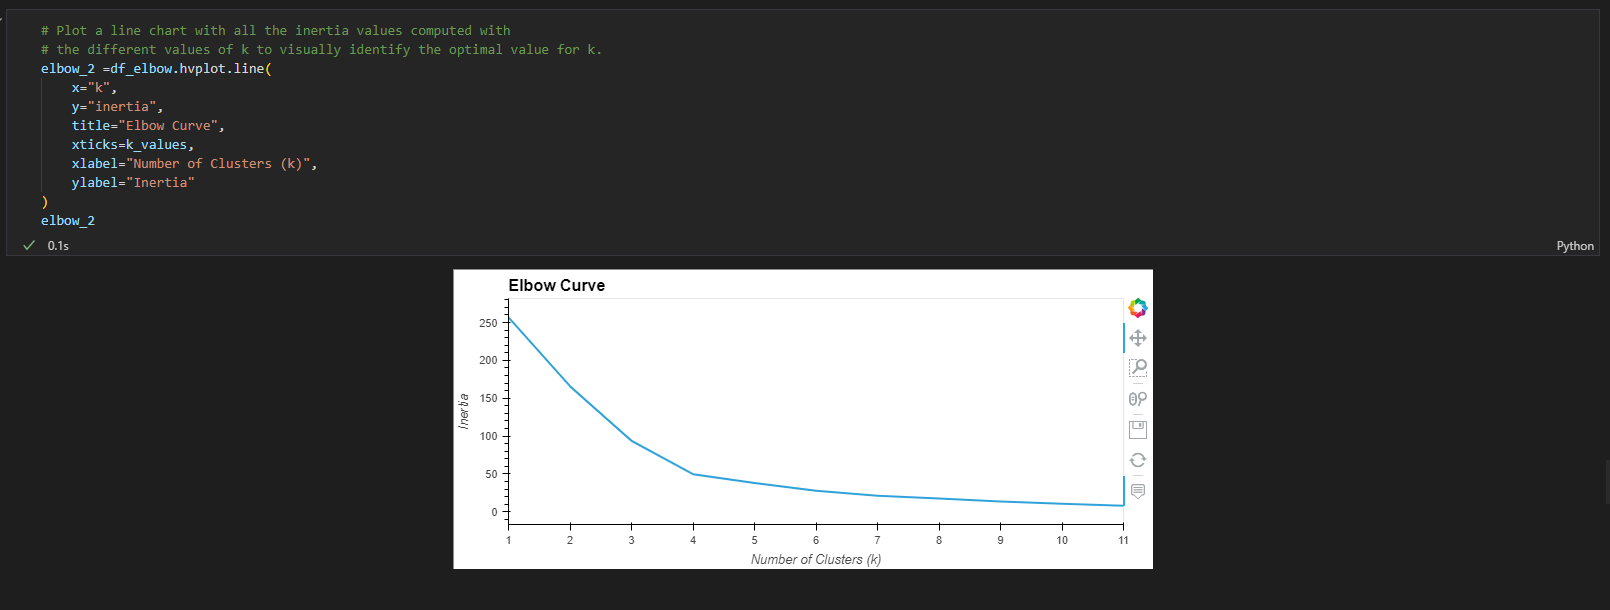 # Plot a line chart with all the inertia values computed with
# the different values of k to visually identify the optimal value for k.
elbow_2 =df_elbow.hvplot.line(
    x="k",
    y="inertia",
    title="Elbow Curve",
    xticks=k_values,
    xlabel="Number of Clusters (k)",
    ylabel="Inertia"
)
elbow_2
0.1s
Python
Elbow Curve
250
200
150
100
50
0
Inertia
1 2 3 4 5 6 7 8 9 10 11
Number of Clusters (k)